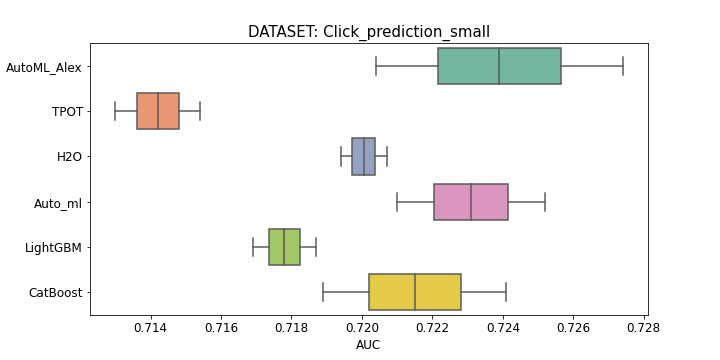 DATASET: Click_prediction_small
AutoML_Alex
TPOT
H2O
Auto_ml
LightGBM
CatBoost
0.714 0.716 0.718 0.720 0.722 0.724 0.726 0.728
AUC